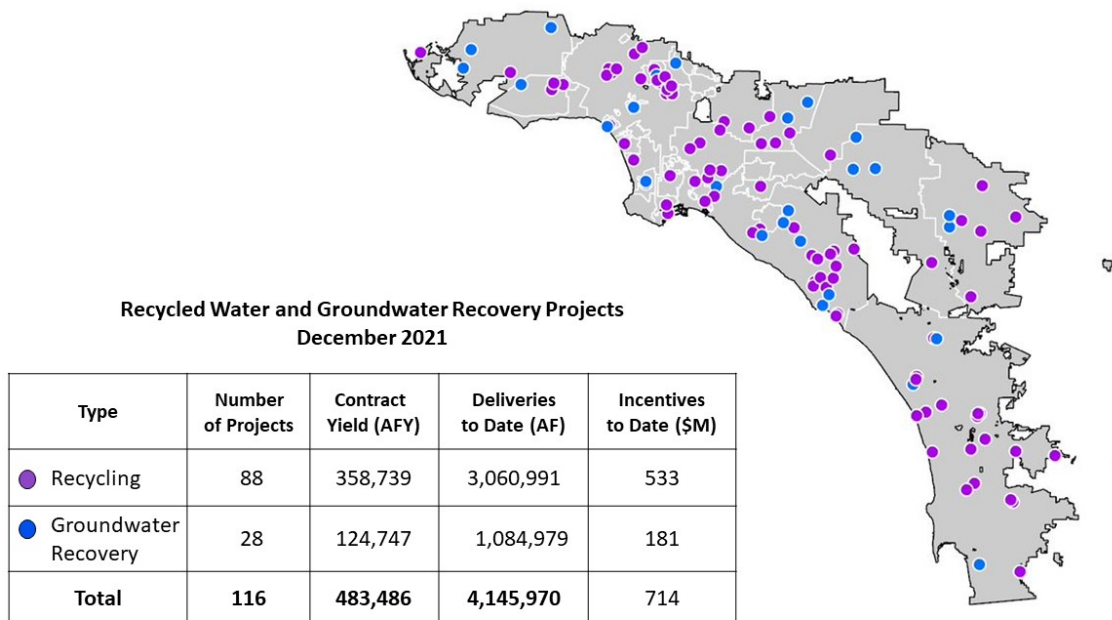 Recycled Water and Groundwater Recovery Projects
December 2021
Type
Number
of Projects
Contract
Yield (AFY)
Deliveries
to Date (AF)
Incentives
to Date ($M)
Recycling
88
358,739
3,060,991
533
Groundwater
Recovery
28
124,747
1,084,979
181
Total
116
483,486
4,145,970
714